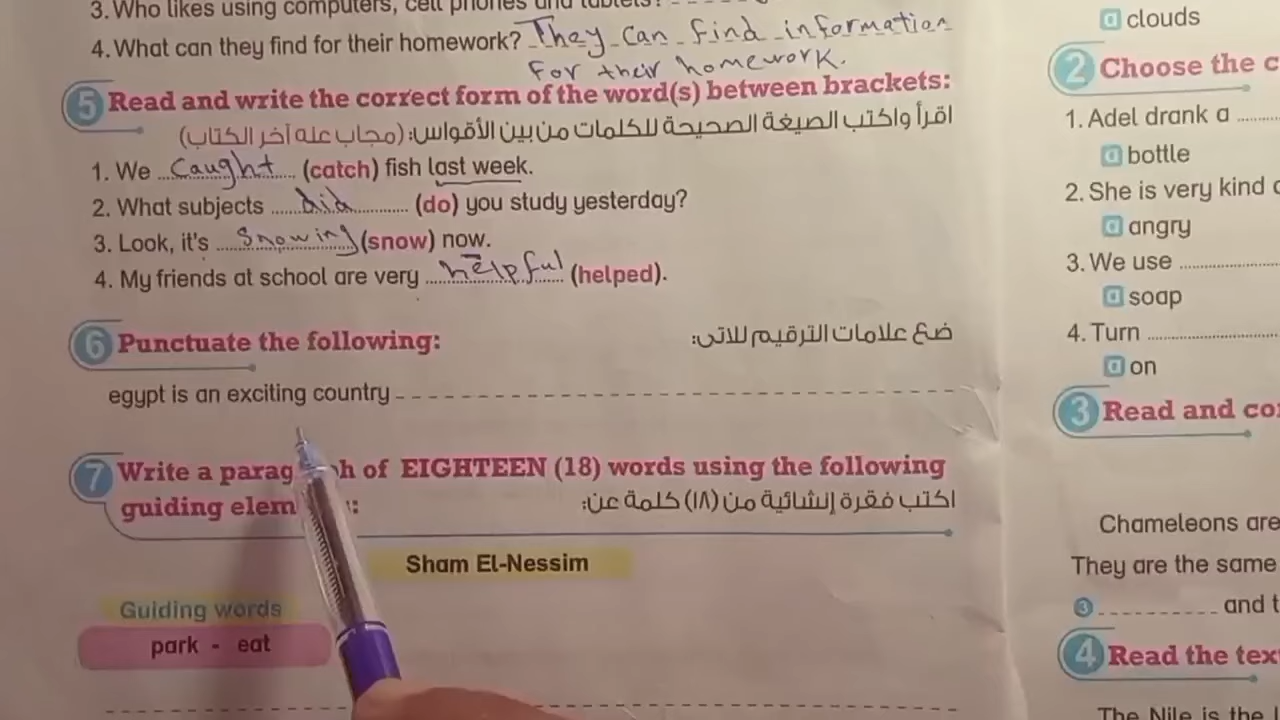 3. Who likes using computers, cell phones and tablets?
4. What can they find for their homework? They can find information
for their homework.
5 Read and write the correct form of the word(s) between brackets:
اقرأ واكتب الصيغة الصحيحة للكلمات من بين الأقواس: (مجاب عنه آخر الكتاب)
1. We caught (catch) fish last week.
2. What subjects did (do) you study yesterday?
3. Look, it's snowing (snow) now.
4. My friends at school are very helpful (helped).
6 Punctuate the following:
ضع علامات الترقيم للآتى:
egypt is an exciting country
7 Write a parag h of EIGHTEEN (18) words using the following
guiding elem :
اكتب فقرة إنشائية من (١٨) كلمة عن:
Sham El-Nessim
Guiding words
park - eat
a clouds
2 Choose the c
1. Adel drank a
a bottle
2. She is very kind
a angry
3. We use
a soap
4. Turn
a on
3 Read and co
Chameleons are
They are the same
3 and t
4 Read the tex
The Nile is the